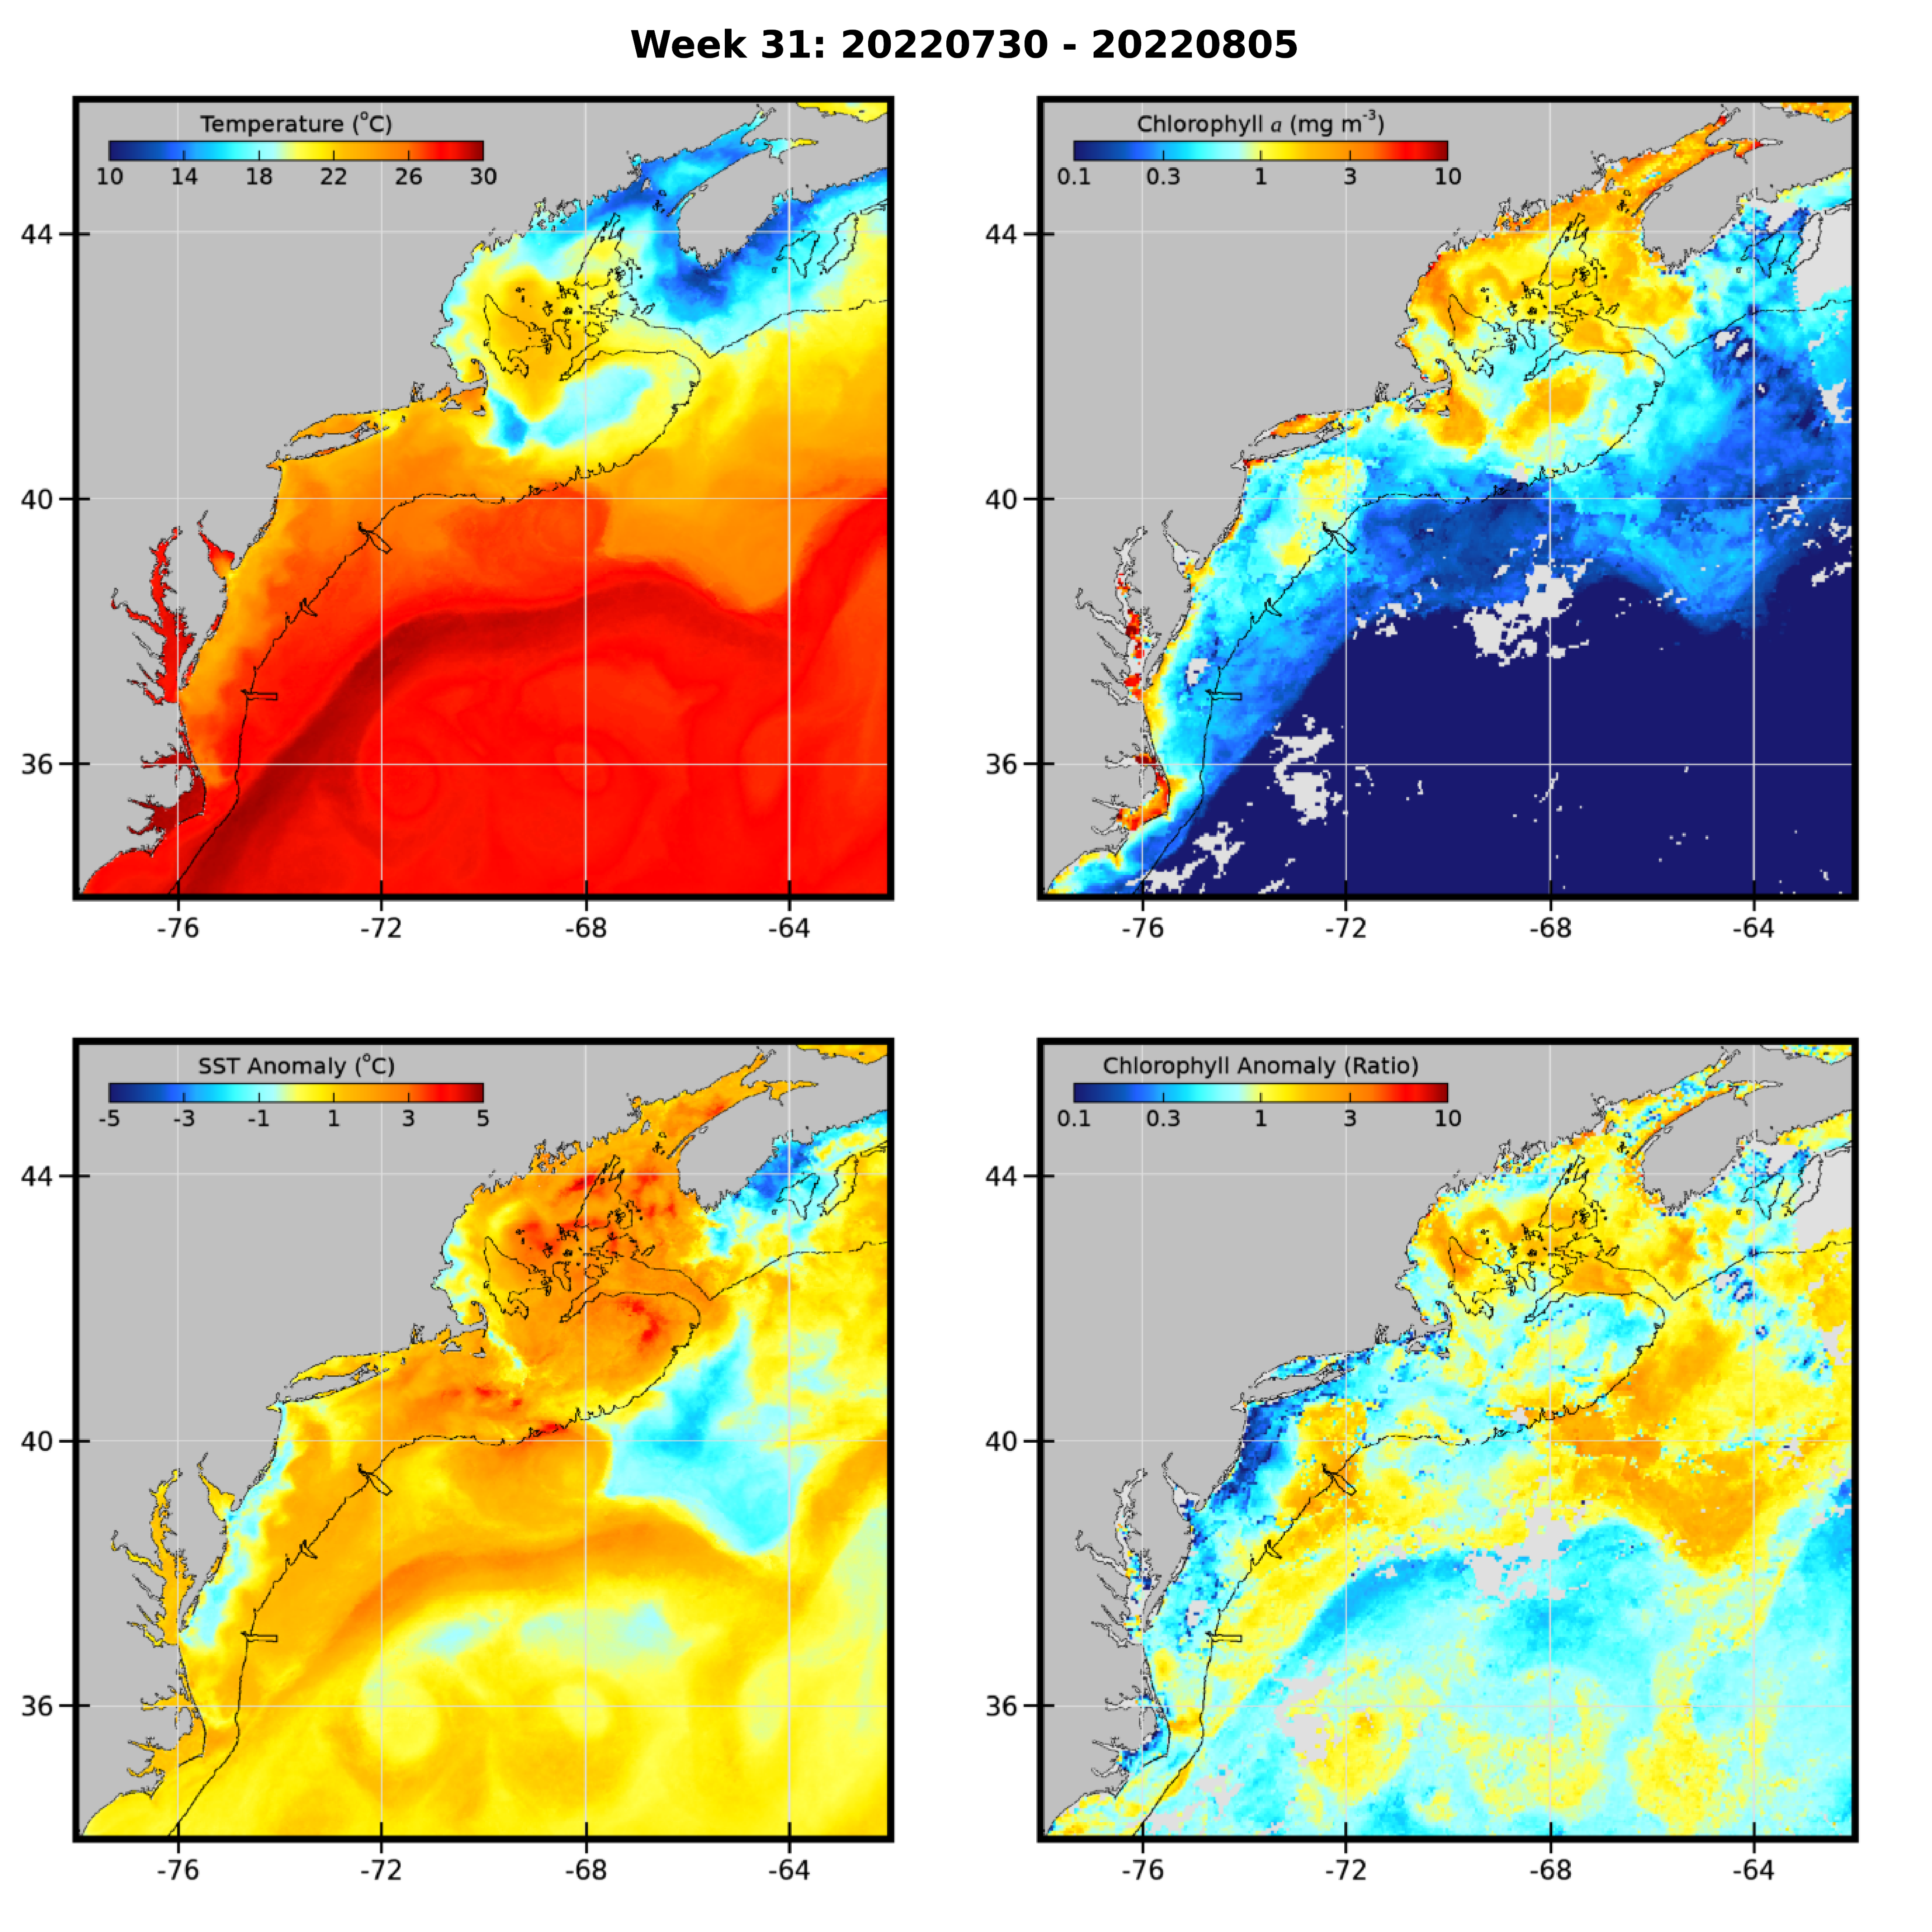 Week 31: 20220730 - 20220805
Temperature (°C)
10 14 18 22 26 30
44
40
36
-76 -72 -68 -64
Chlorophyll a (mg m⁻³)
0.1 0.3 1 3 10
44
40
36
-76 -72 -68 -64
SST Anomaly (°C)
-5 -3 -1 1 3 5
44
40
36
-76 -72 -68 -64
Chlorophyll Anomaly (Ratio)
0.1 0.3 1 3 10
44
40
36
-76 -72 -68 -64